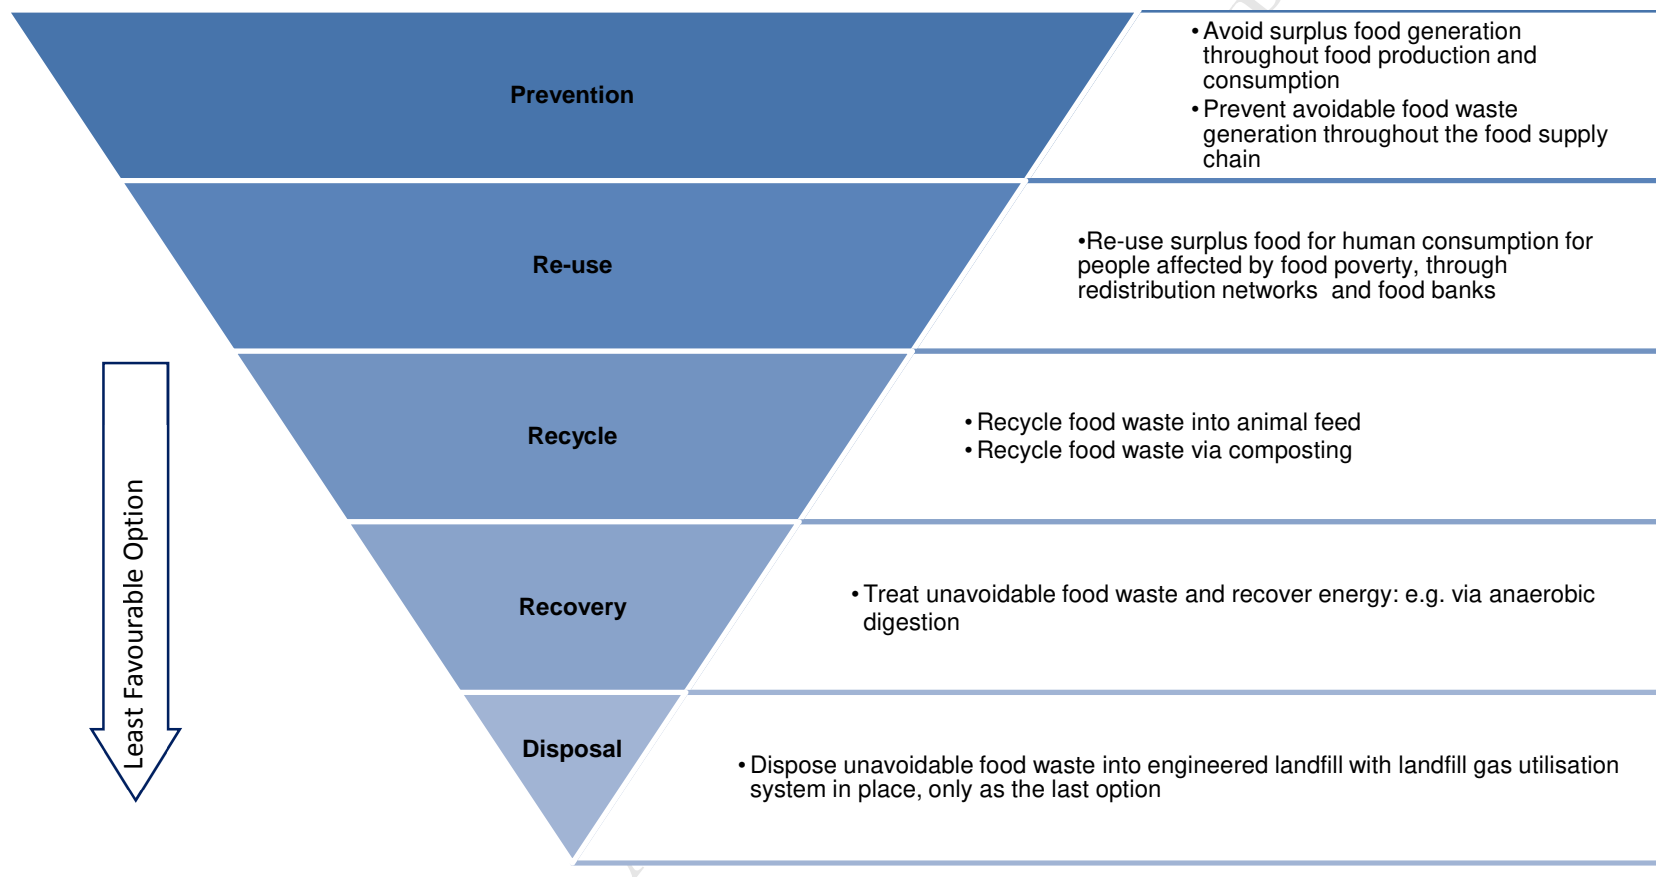 Prevention
• Avoid surplus food generation
throughout food production and
consumption
• Prevent avoidable food waste
generation throughout the food supply
chain
Re-use
•Re-use surplus food for human consumption for
people affected by food poverty, through
redistribution networks  and food banks
Recycle
• Recycle food waste into animal feed
• Recycle food waste via composting
Recovery
• Treat unavoidable food waste and recover energy: e.g. via anaerobic
digestion
Disposal
• Dispose unavoidable food waste into engineered landfill with landfill gas utilisation
system in place, only as the last option
Least Favourable Option